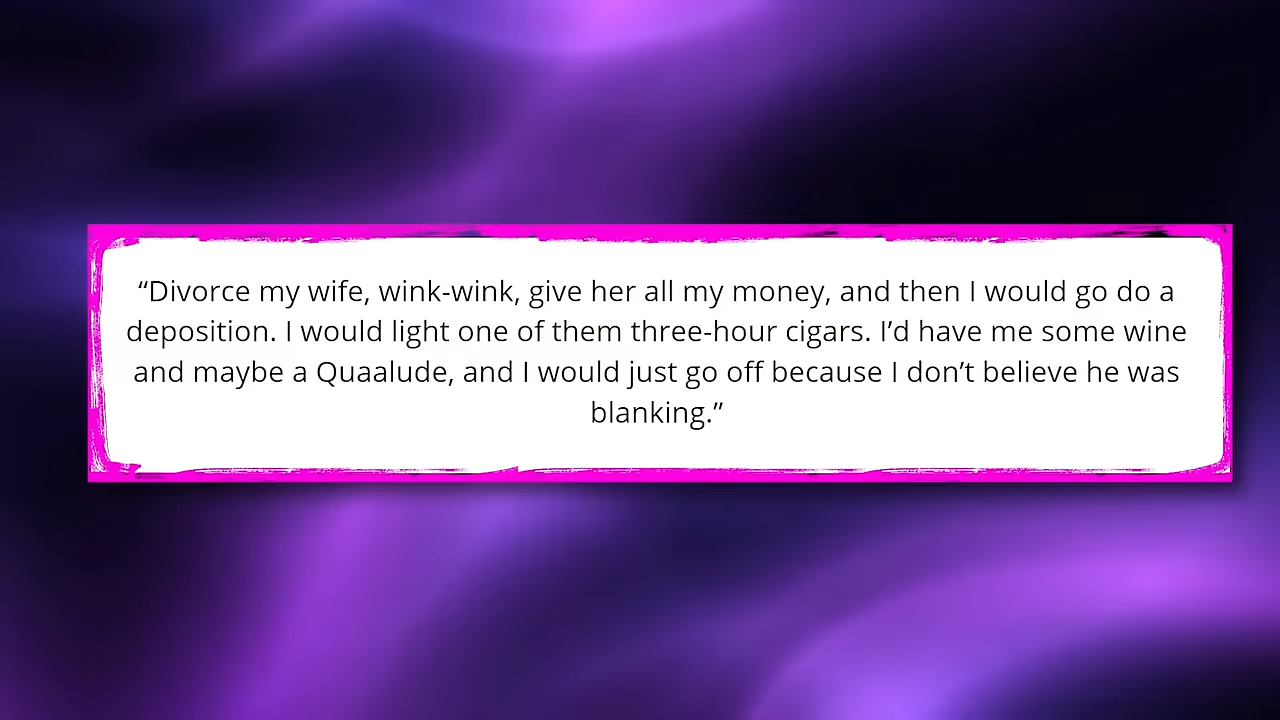 “Divorce my wife, wink-wink, give her all my money, and then I would go do a
deposition. I would light one of them three-hour cigars. I’d have me some wine
and maybe a Quaalude, and I would just go off because I don’t believe he was
blanking.”